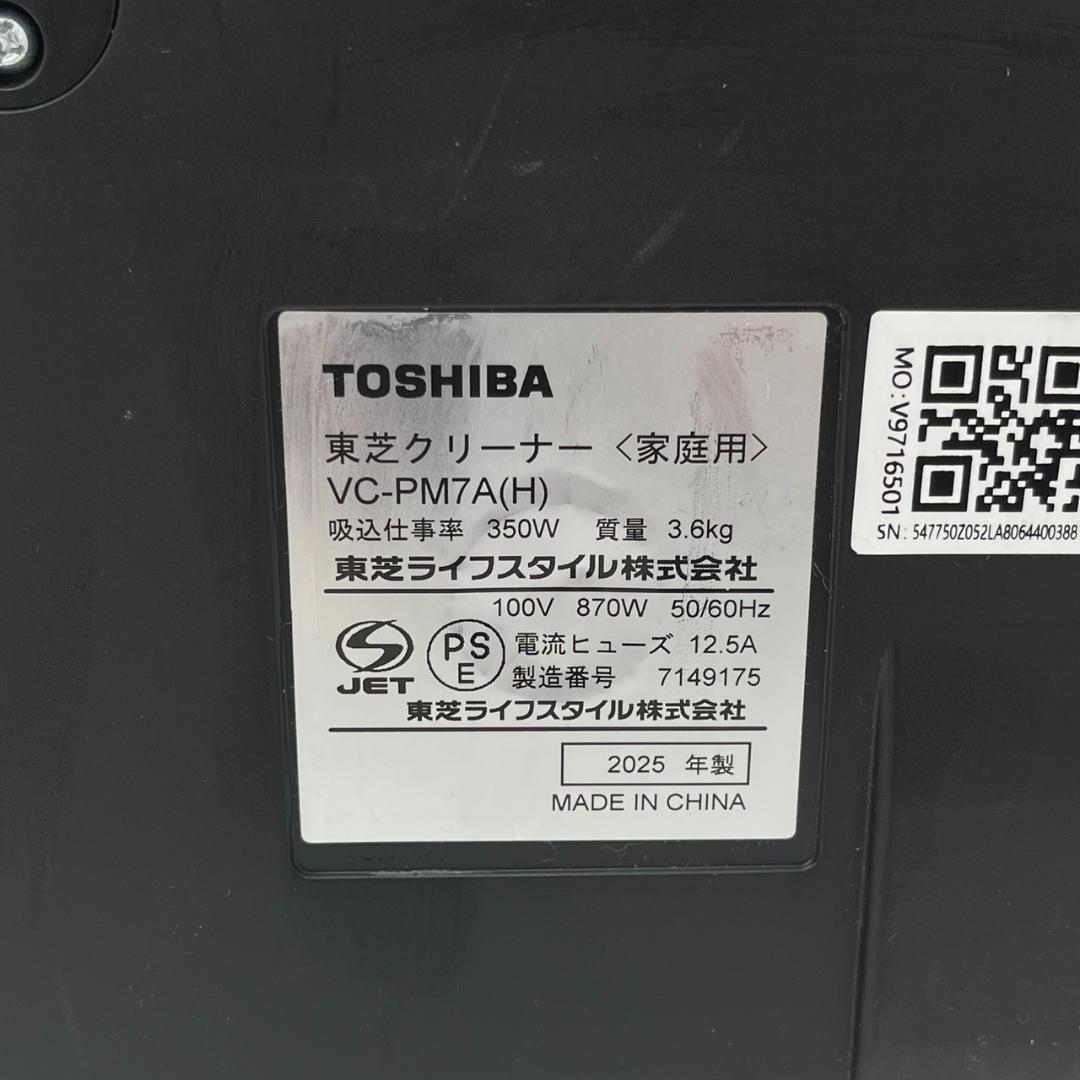 TOSHIBA
東芝クリーナー〈家庭用〉
VC-PM7A(H)
吸込仕事率 350W 質量 3.6kg
東芝ライフスタイル株式会社
100V 870W 50/60Hz
JET
PS
E
電流ヒューズ 12.5A
製造番号 7149175
東芝ライフスタイル株式会社
2025 年製
MADE IN CHINA
MO:V9716501
SN: 547750Z052LA8064400388